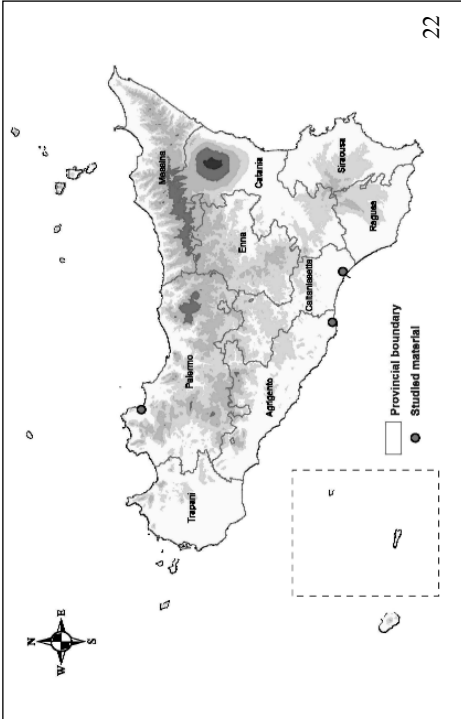 N
W E
S
Messina
Palermo
Trapani
Catania
Enna
Caltanissetta
Agrigento
Siracusa
Ragusa
Provincial boundary
Studied material
22